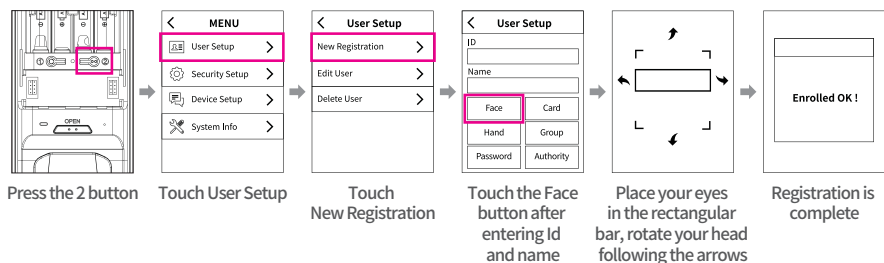 ① ②
OPEN
Press the 2 button
MENU
User Setup
Security Setup
Device Setup
System Info
Touch User Setup
User Setup
New Registration
Edit User
Delete User
Touch
New Registration
User Setup
ID
Name
Face Card
Hand Group
Password Authority
Touch the Face
button after
entering Id
and name
Place your eyes
in the rectangular
bar, rotate your head
following the arrows
Enrolled OK !
Registration is
complete